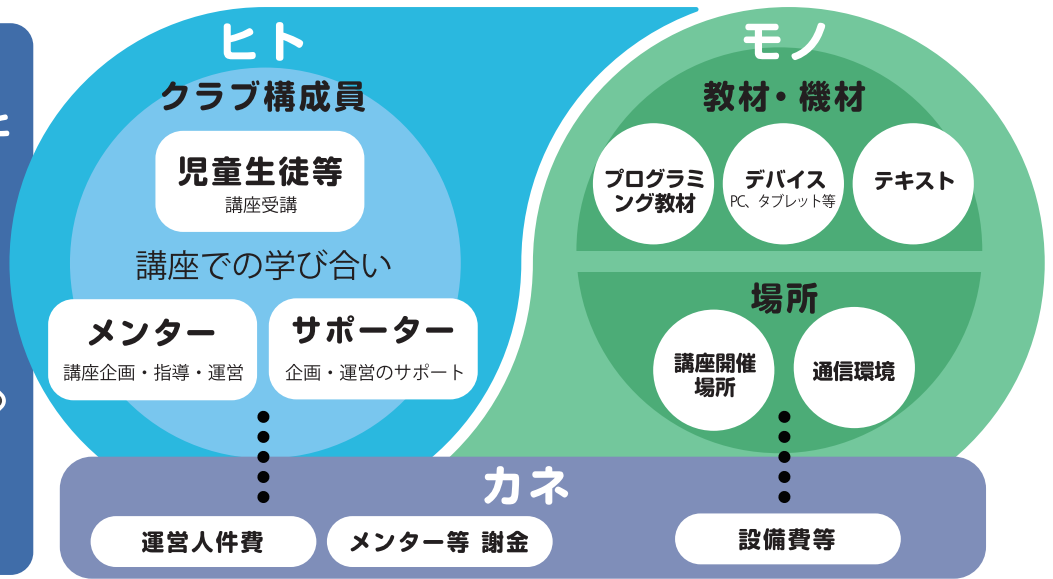 ヒト
クラブ構成員
児童生徒等
講座受講
講座での学び合い
メンター
講座企画・指導・運営
サポーター
企画・運営のサポート
モノ
教材・機材
プログラミ
ング教材
デバイス
PC、タブレット等
テキスト
場所
講座開催
場所
通信環境
カネ
運営人件費
メンター等 謝金
設備費等